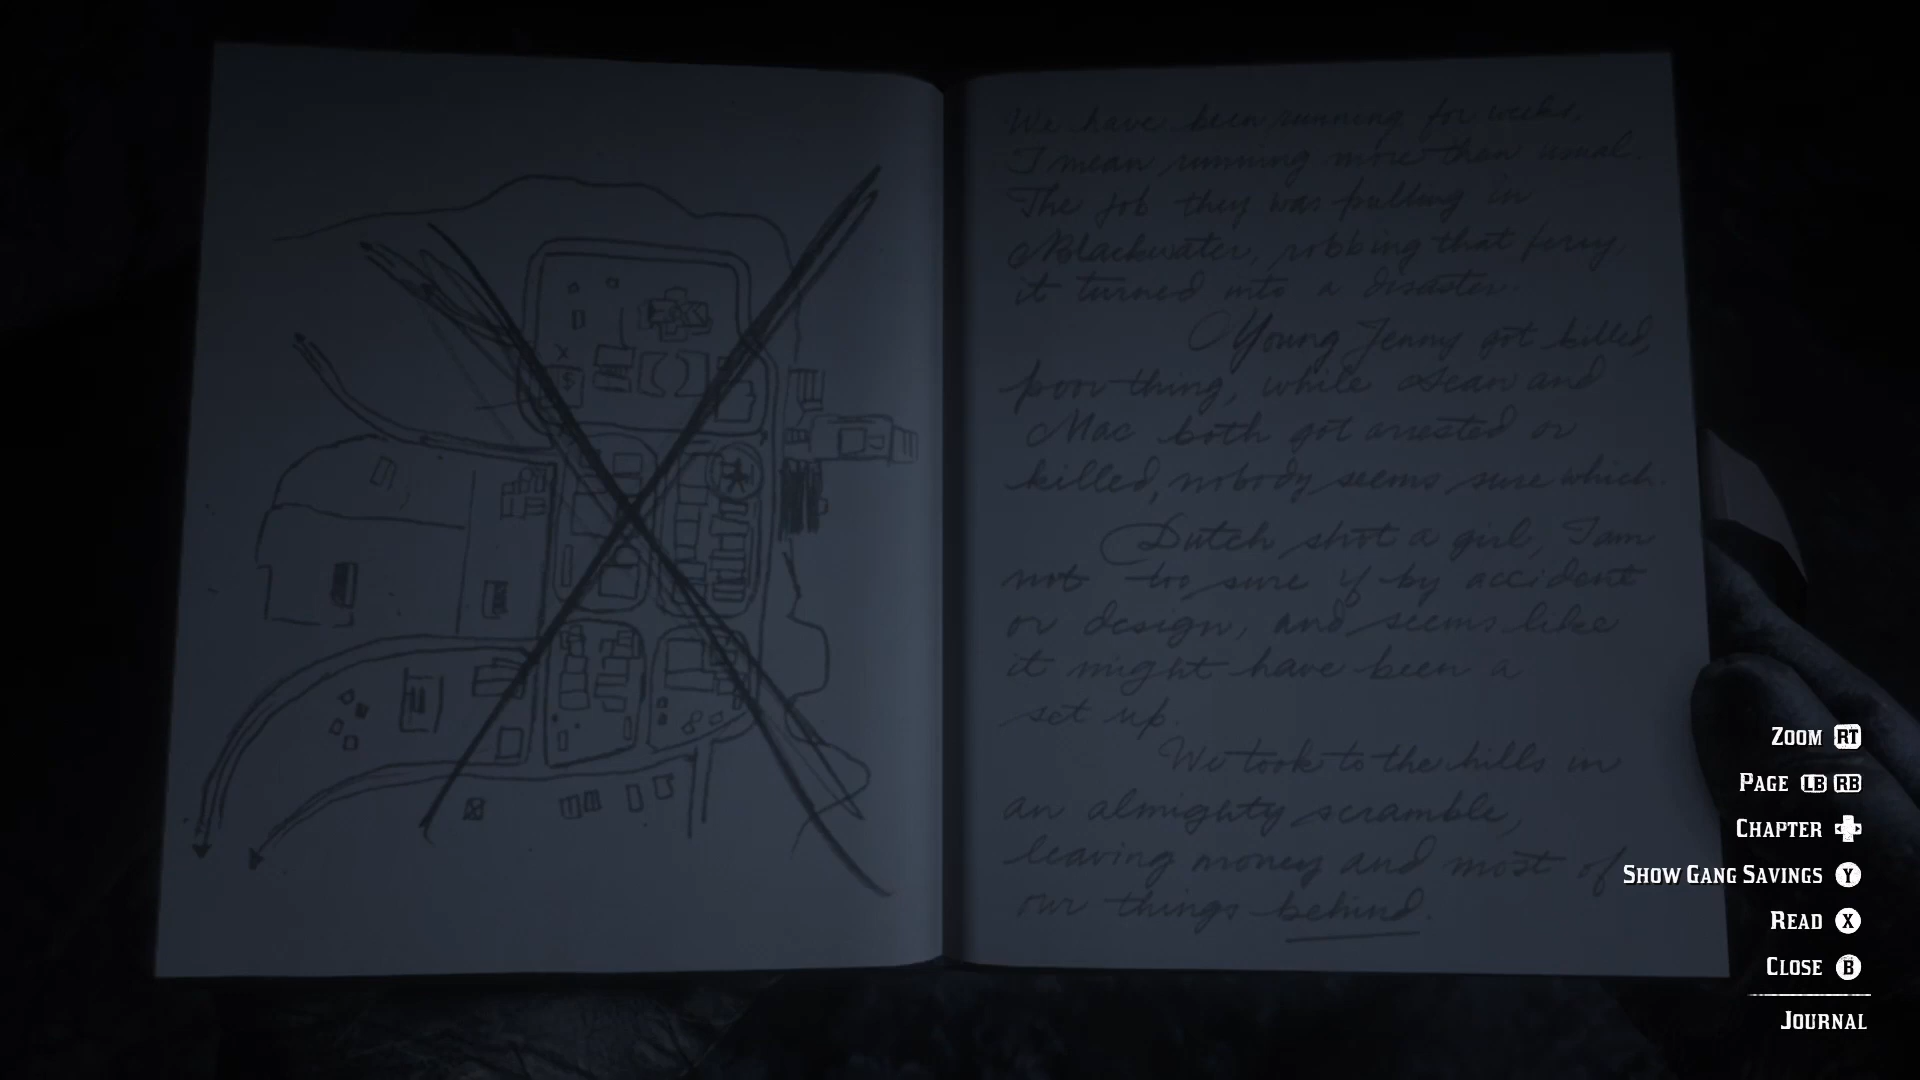 We have been running for weeks,
I mean running more than usual.
The job they was pulling in
Blackwater, robbing that ferry,
it turned into a disaster.
Young Jenny got killed,
poor thing, while Sean and
Mac both got arrested or
killed, nobody seems sure which.
Dutch shot a girl, I am
not too sure if by accident
or design, and seems like
it might have been a
set up.
We took to the hills in
an almighty scramble,
leaving money and most of
our things behind.
ZOOM RT
PAGE LB RB
CHAPTER
SHOW GANG SAVINGS Y
READ X
CLOSE B
JOURNAL